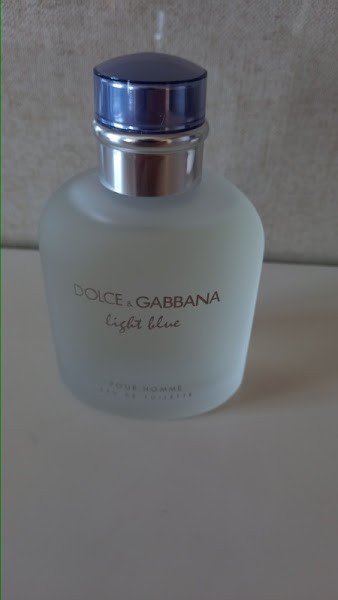 DOLCE & GABBANA
light blue
POUR HOMME
EAU DE TOILETTE